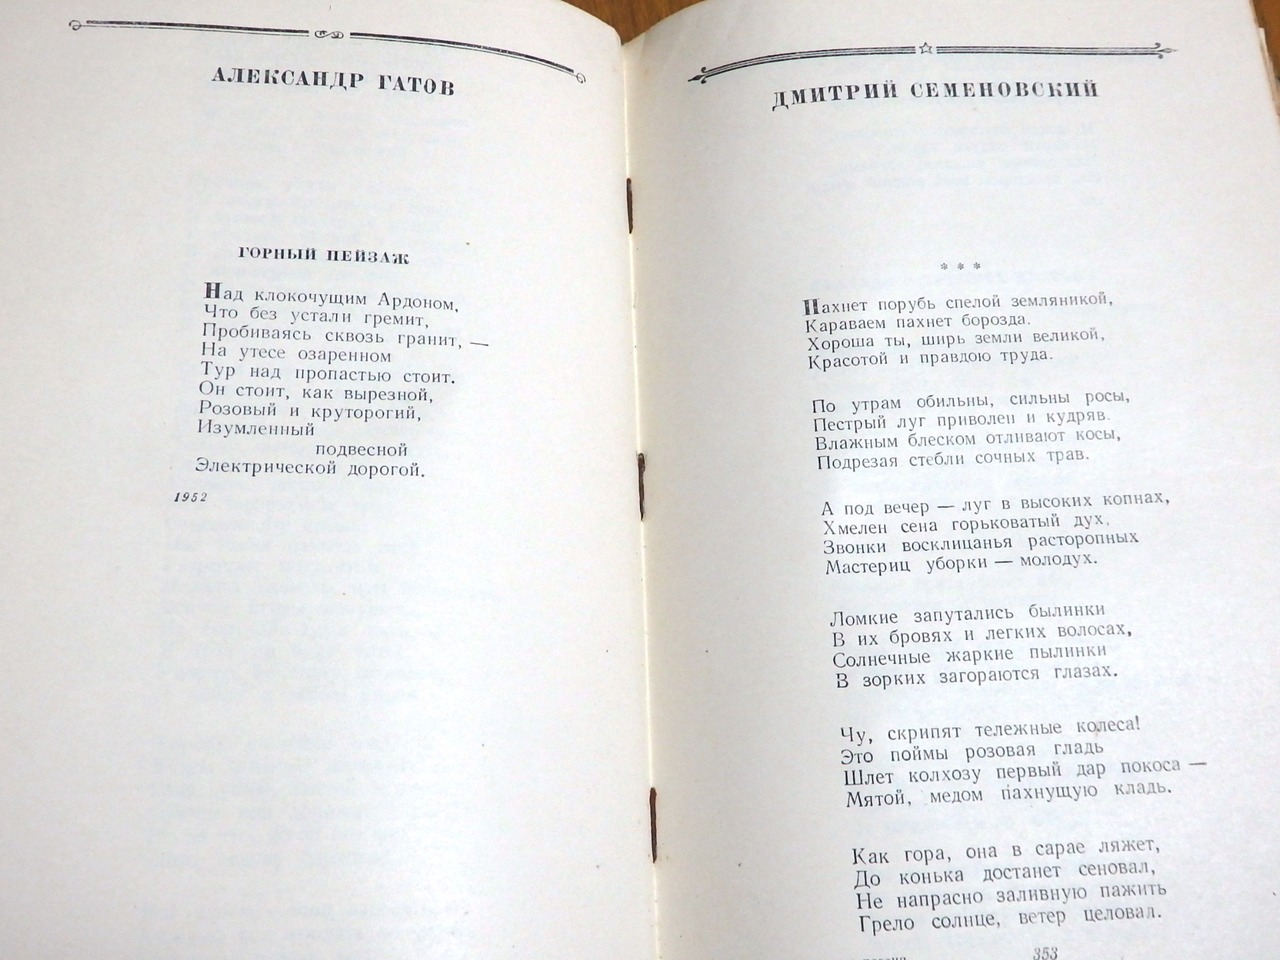 АЛЕКСАНДР ГАТОВ
ГОРНЫЙ ПЕЙЗАЖ
Над клокочущим Ардоном,
Что без устали гремит,
Пробиваясь сквозь гранит, —
На утесе озаренном
Тур над пропастью стоит.
Он стоит, как вырезной,
Розовый и круторогий,
Изумленный
подвесной
Электрической дорогой.
1952
ДМИТРИЙ СЕМЕНОВСКИЙ
* * *
Пахнет порубь спелой земляникой,
Караваем пахнет борозда.
Хороша ты, ширь земли великой,
Красотой и правдою труда.
По утрам обильны, сильны росы,
Пестрый луг приволен и кудряв.
Влажным блеском отливают косы,
Подрезая стебли сочных трав.
А под вечер — луг в высоких копнах,
Хмелен сена горьковатый дух,
Звонки восклицанья расторопных
Мастериц уборки — молодух.
Ломкие запутались былинки
В их бровях и легких волосах,
Солнечные жаркие пылинки
В зорких загораются глазах.
Чу, скрипят тележные колеса!
Это поймы розовая гладь
Шлет колхозу первый дар покоса —
Мятой, медом пахнущую кладь.
Как гора, она в сарае ляжет,
До конька достанет сеновал,
Не напрасно заливную пажить
Грело солнце, ветер целовал.
353